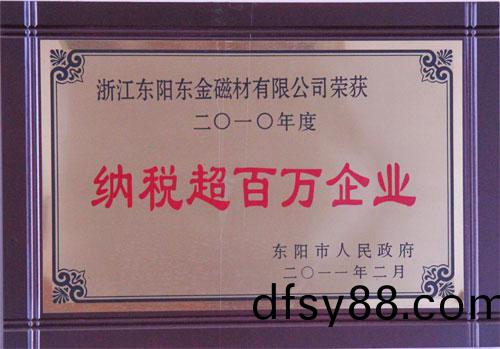 浙江东阳东金磁材有限公司荣获
二〇一〇年度
纳税超百万企业
东阳市人民政府
二〇一一年二月
dfsy88.com